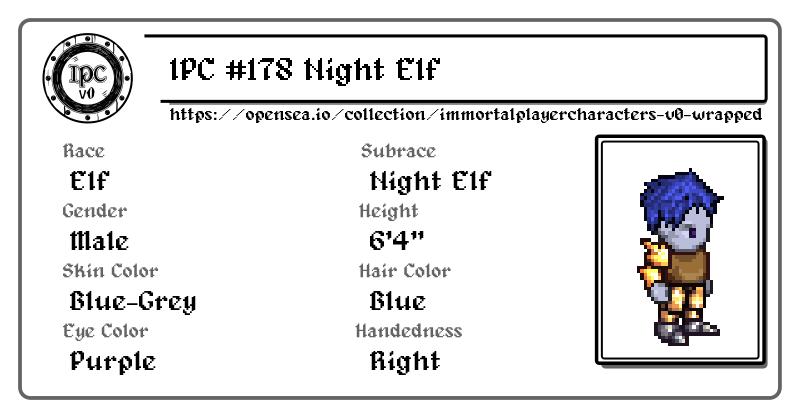 IPC v0
IPC #178 Night Elf
https://opensea.io/collection/immortalplayercharacters-v0-wrapped
Race
Elf
Subrace
Night Elf
Gender
Male
Height
6'4"
Skin Color
Blue-Grey
Hair Color
Blue
Eye Color
Purple
Handedness
Right